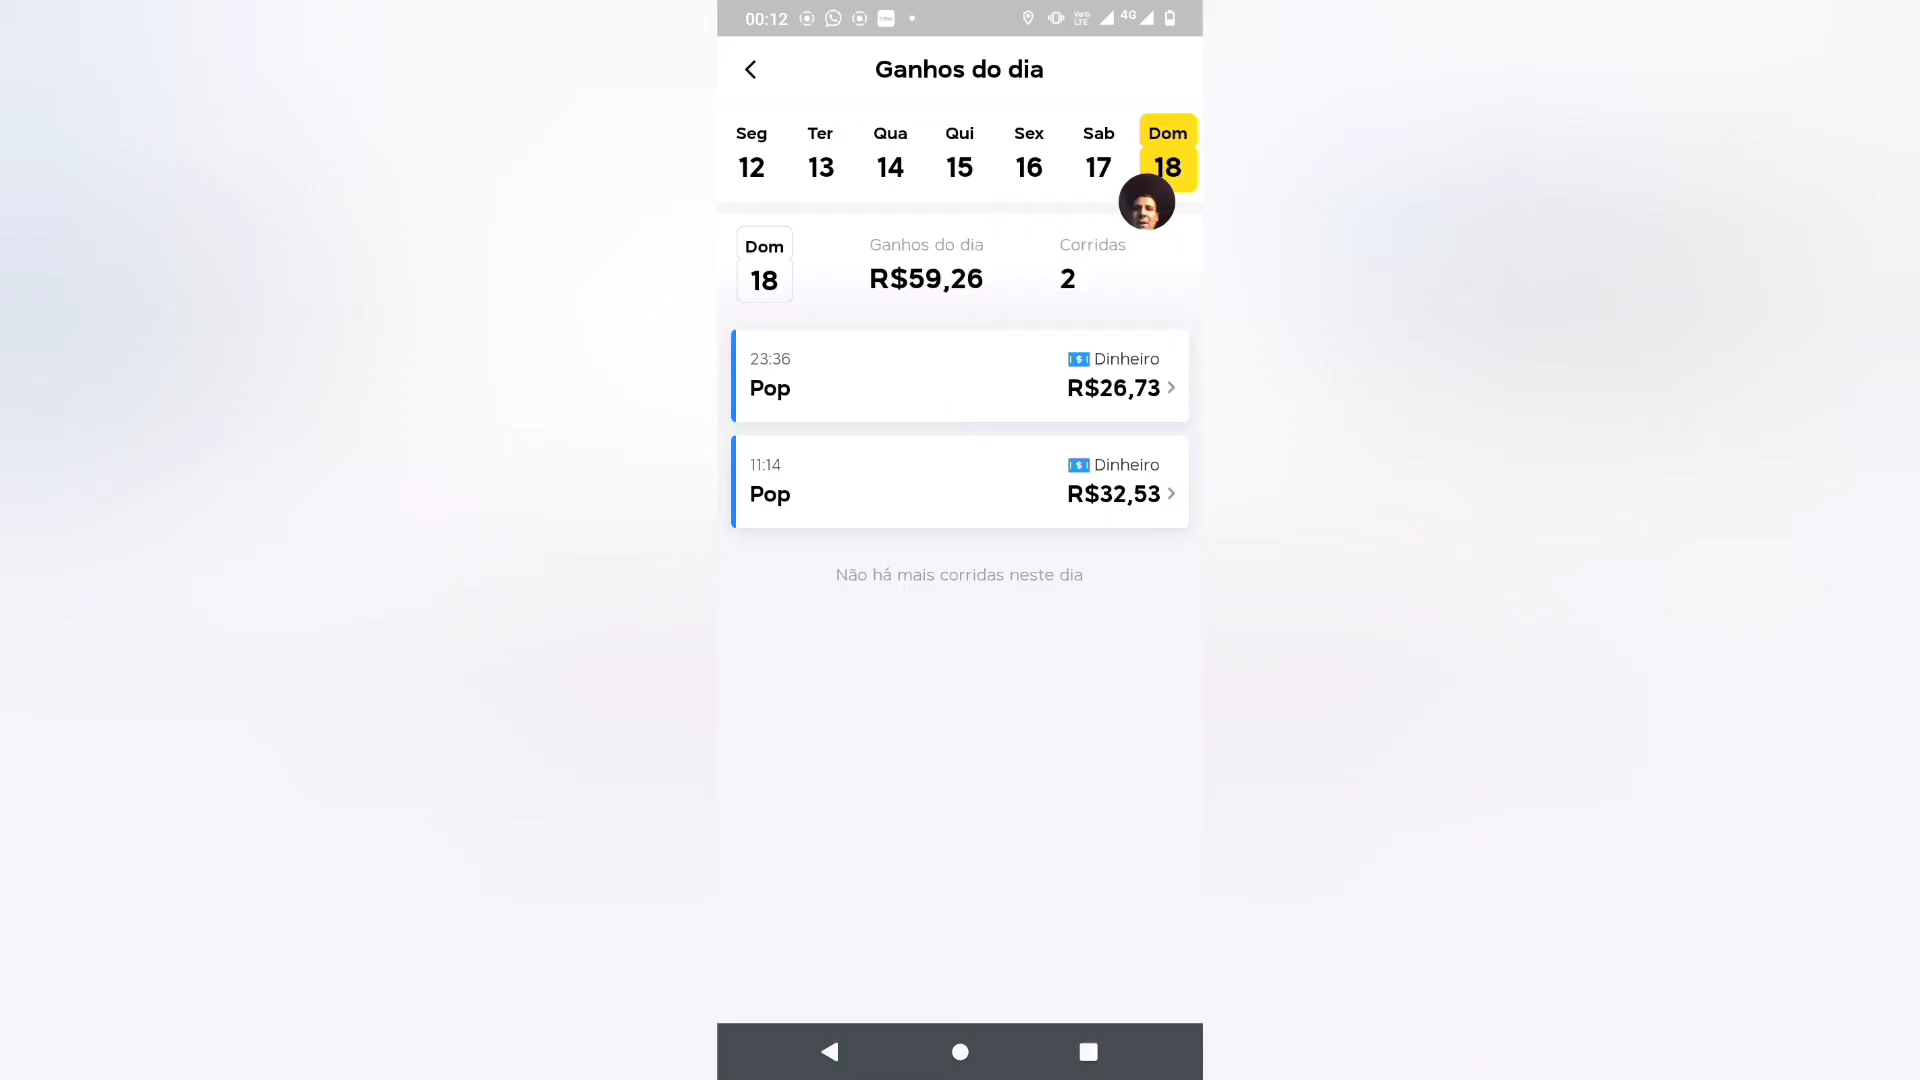 00:12
4G
Ganhos do dia
Seg Ter Qua Qui Sex Sab Dom
12 13 14 15 16 17 18
Dom
18
Ganhos do dia
R$59,26
Corridas
2
23:36
Pop
Dinheiro
R$26,73
11:14
Pop
Dinheiro
R$32,53
Não há mais corridas neste dia